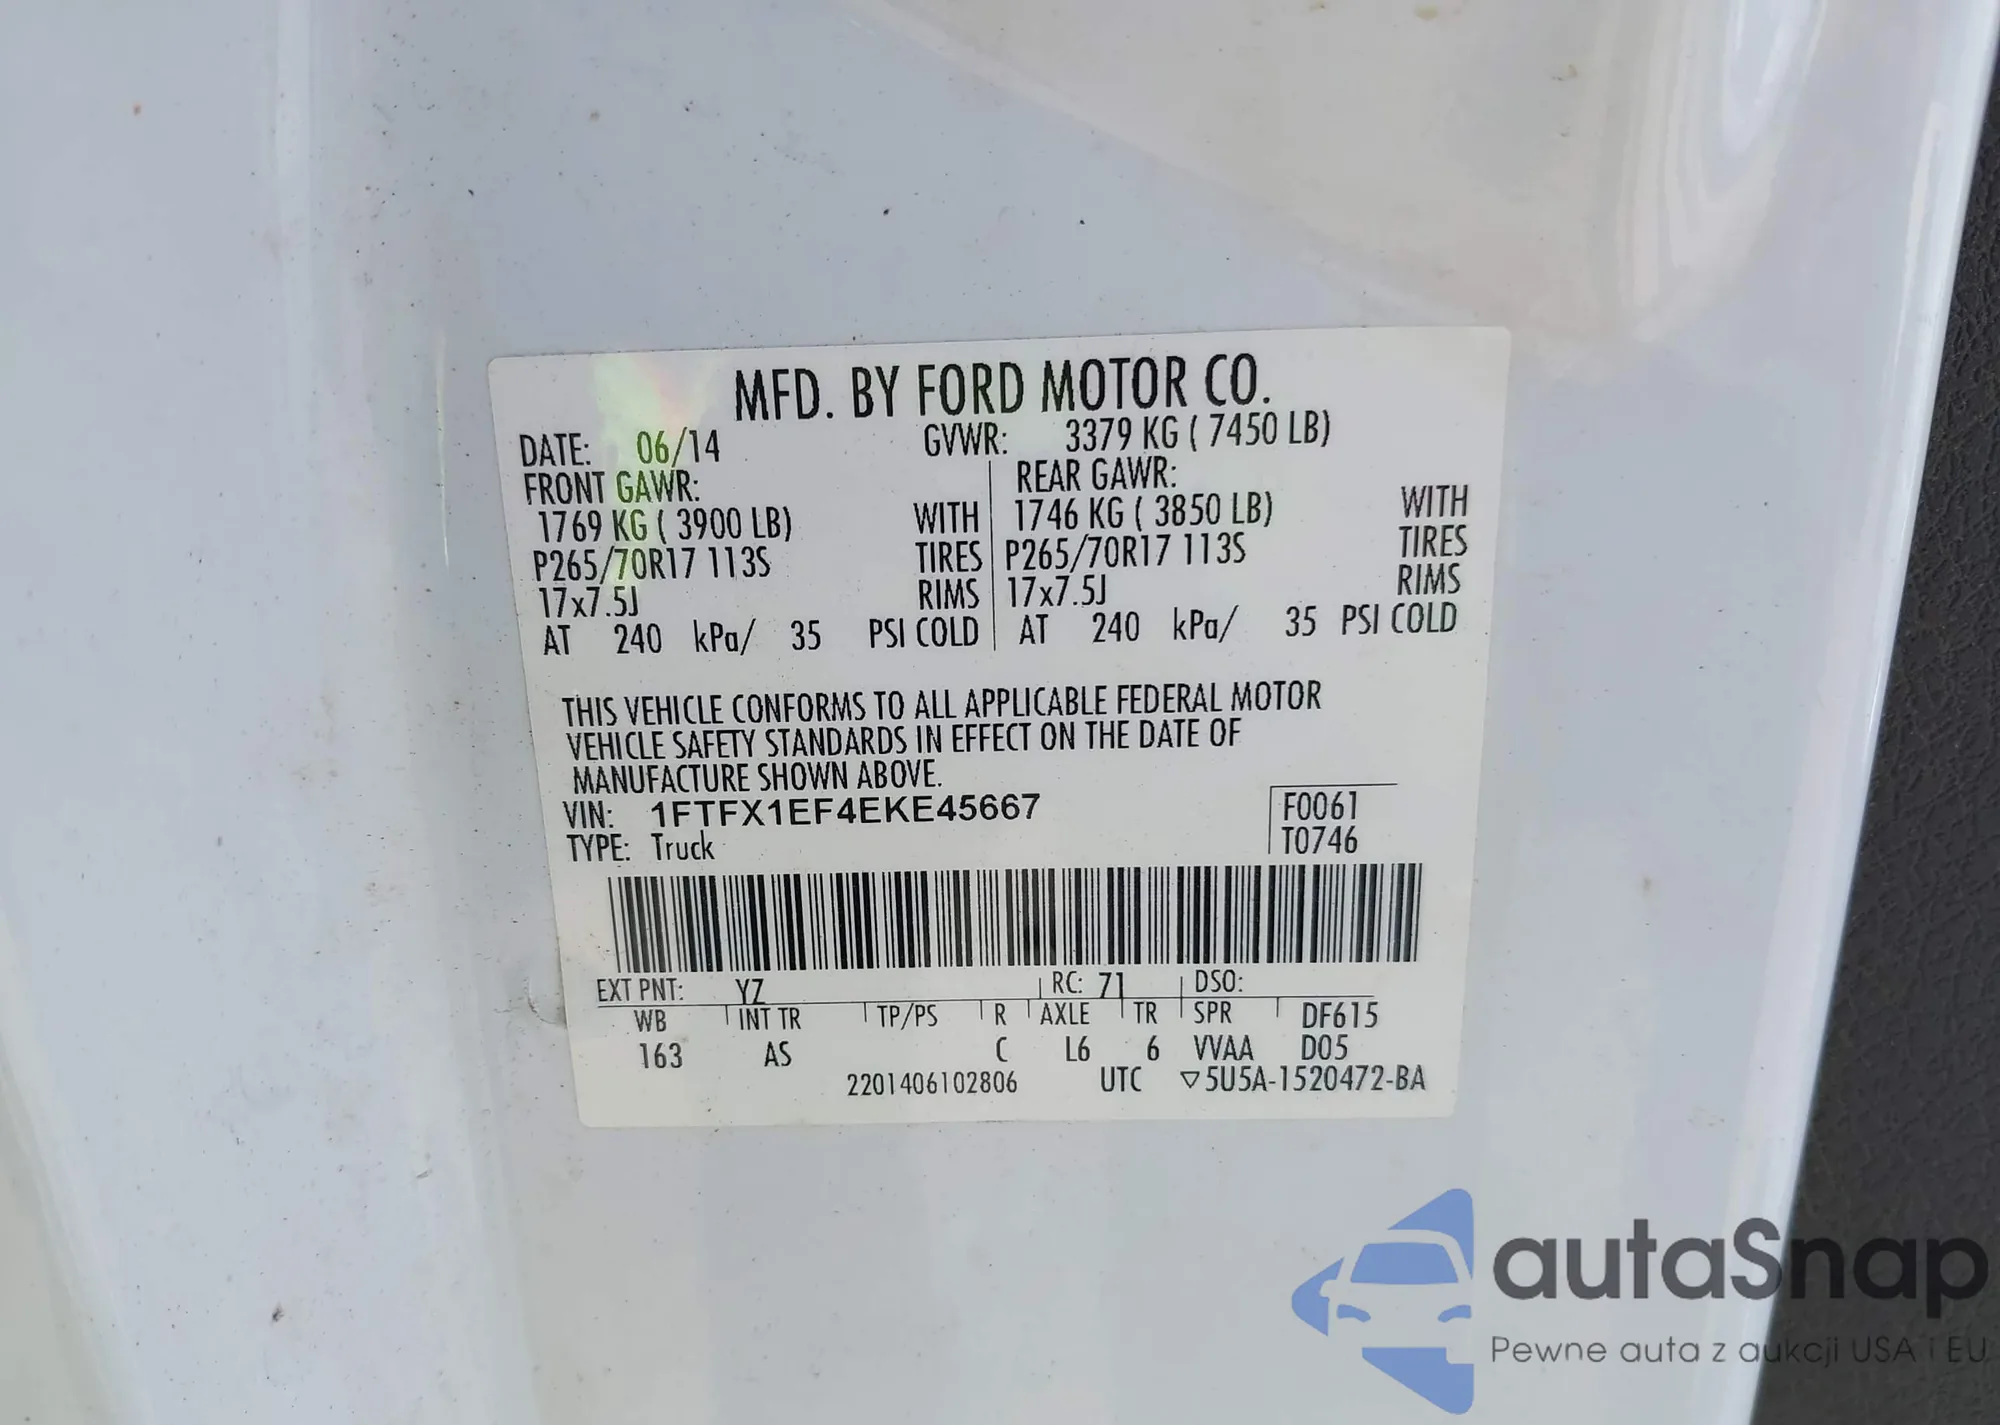 MFD. BY FORD MOTOR CO.
DATE: 06/14 GVWR: 3379 KG ( 7450 LB)
FRONT GAWR: REAR GAWR:
1769 KG ( 3900 LB) WITH 1746 KG ( 3850 LB) WITH
P265/70R17 113S TIRES P265/70R17 113S TIRES
17x7.5J RIMS 17x7.5J RIMS
AT 240 kPa/ 35 PSI COLD AT 240 kPa/ 35 PSI COLD
THIS VEHICLE CONFORMS TO ALL APPLICABLE FEDERAL MOTOR
VEHICLE SAFETY STANDARDS IN EFFECT ON THE DATE OF
MANUFACTURE SHOWN ABOVE.
VIN: 1FTFX1EF4EKE45667 F0061
TYPE: Truck T0746
EXT PNT: YZ RC: 71 DSO:
WB INT TR TP/PS R AXLE TR SPR DF615
163 AS C L6 6 VVAA D05
2201406102806 UTC ▽5U5A-1520472-BA
autaSnap
Pewne auta z aukcji USA i EU